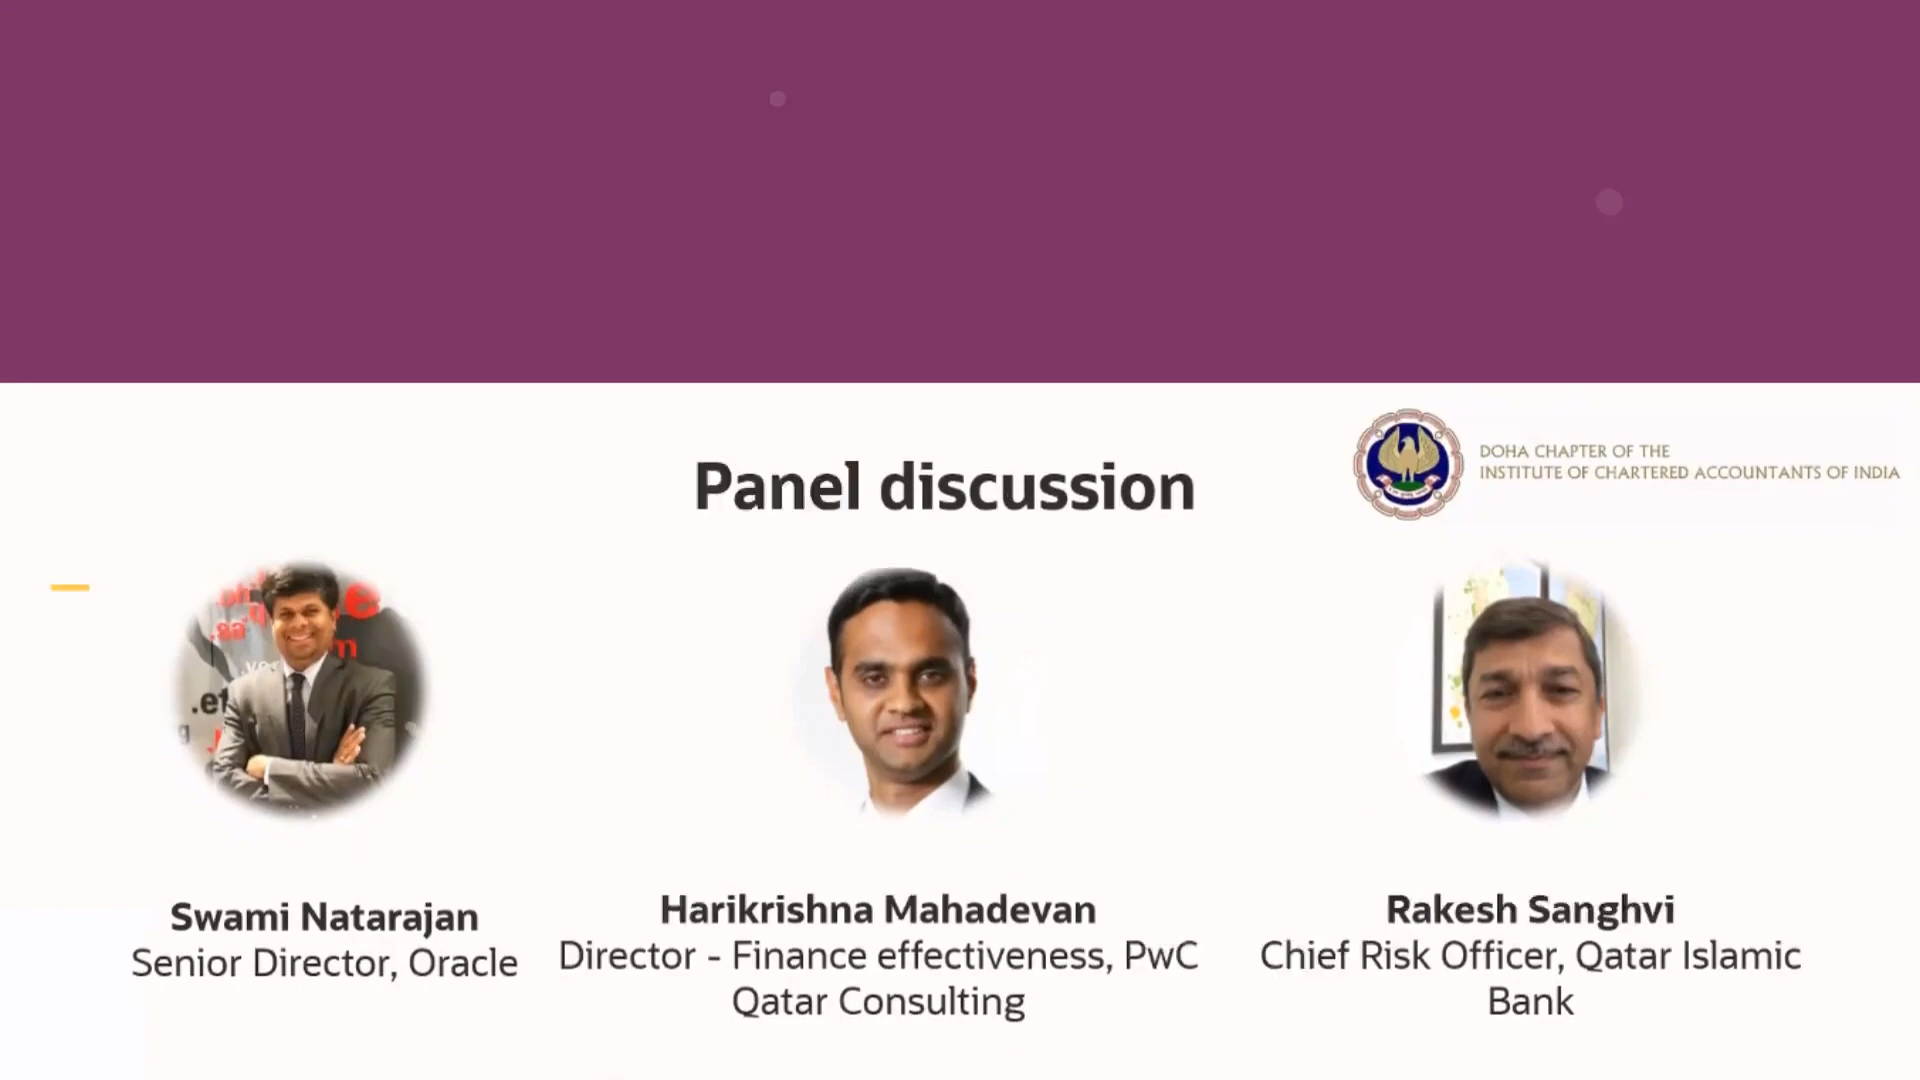 DOHA CHAPTER OF THE
INSTITUTE OF CHARTERED ACCOUNTANTS OF INDIA
Panel discussion
Swami Natarajan
Senior Director, Oracle
Harikrishna Mahadevan
Director - Finance effectiveness, PwC
Qatar Consulting
Rakesh Sanghvi
Chief Risk Officer, Qatar Islamic
Bank